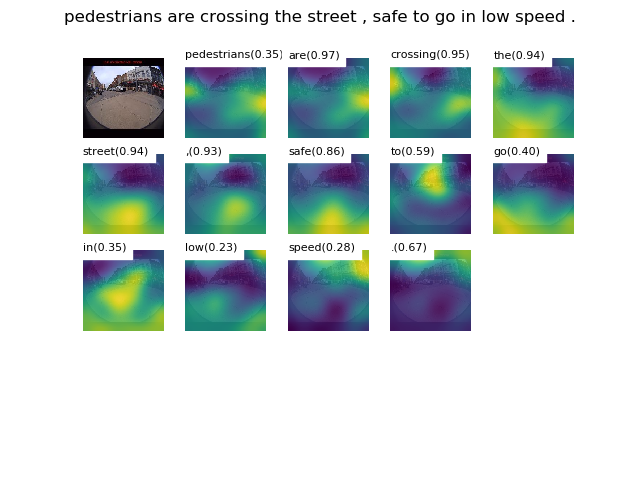 pedestrians are crossing the street , safe to go in low speed .
pedestrians(0.35) are(0.97) crossing(0.95) the(0.94)
street(0.94) ,(0.93) safe(0.86) to(0.59) go(0.40)
in(0.35) low(0.23) speed(0.28) .(0.67)